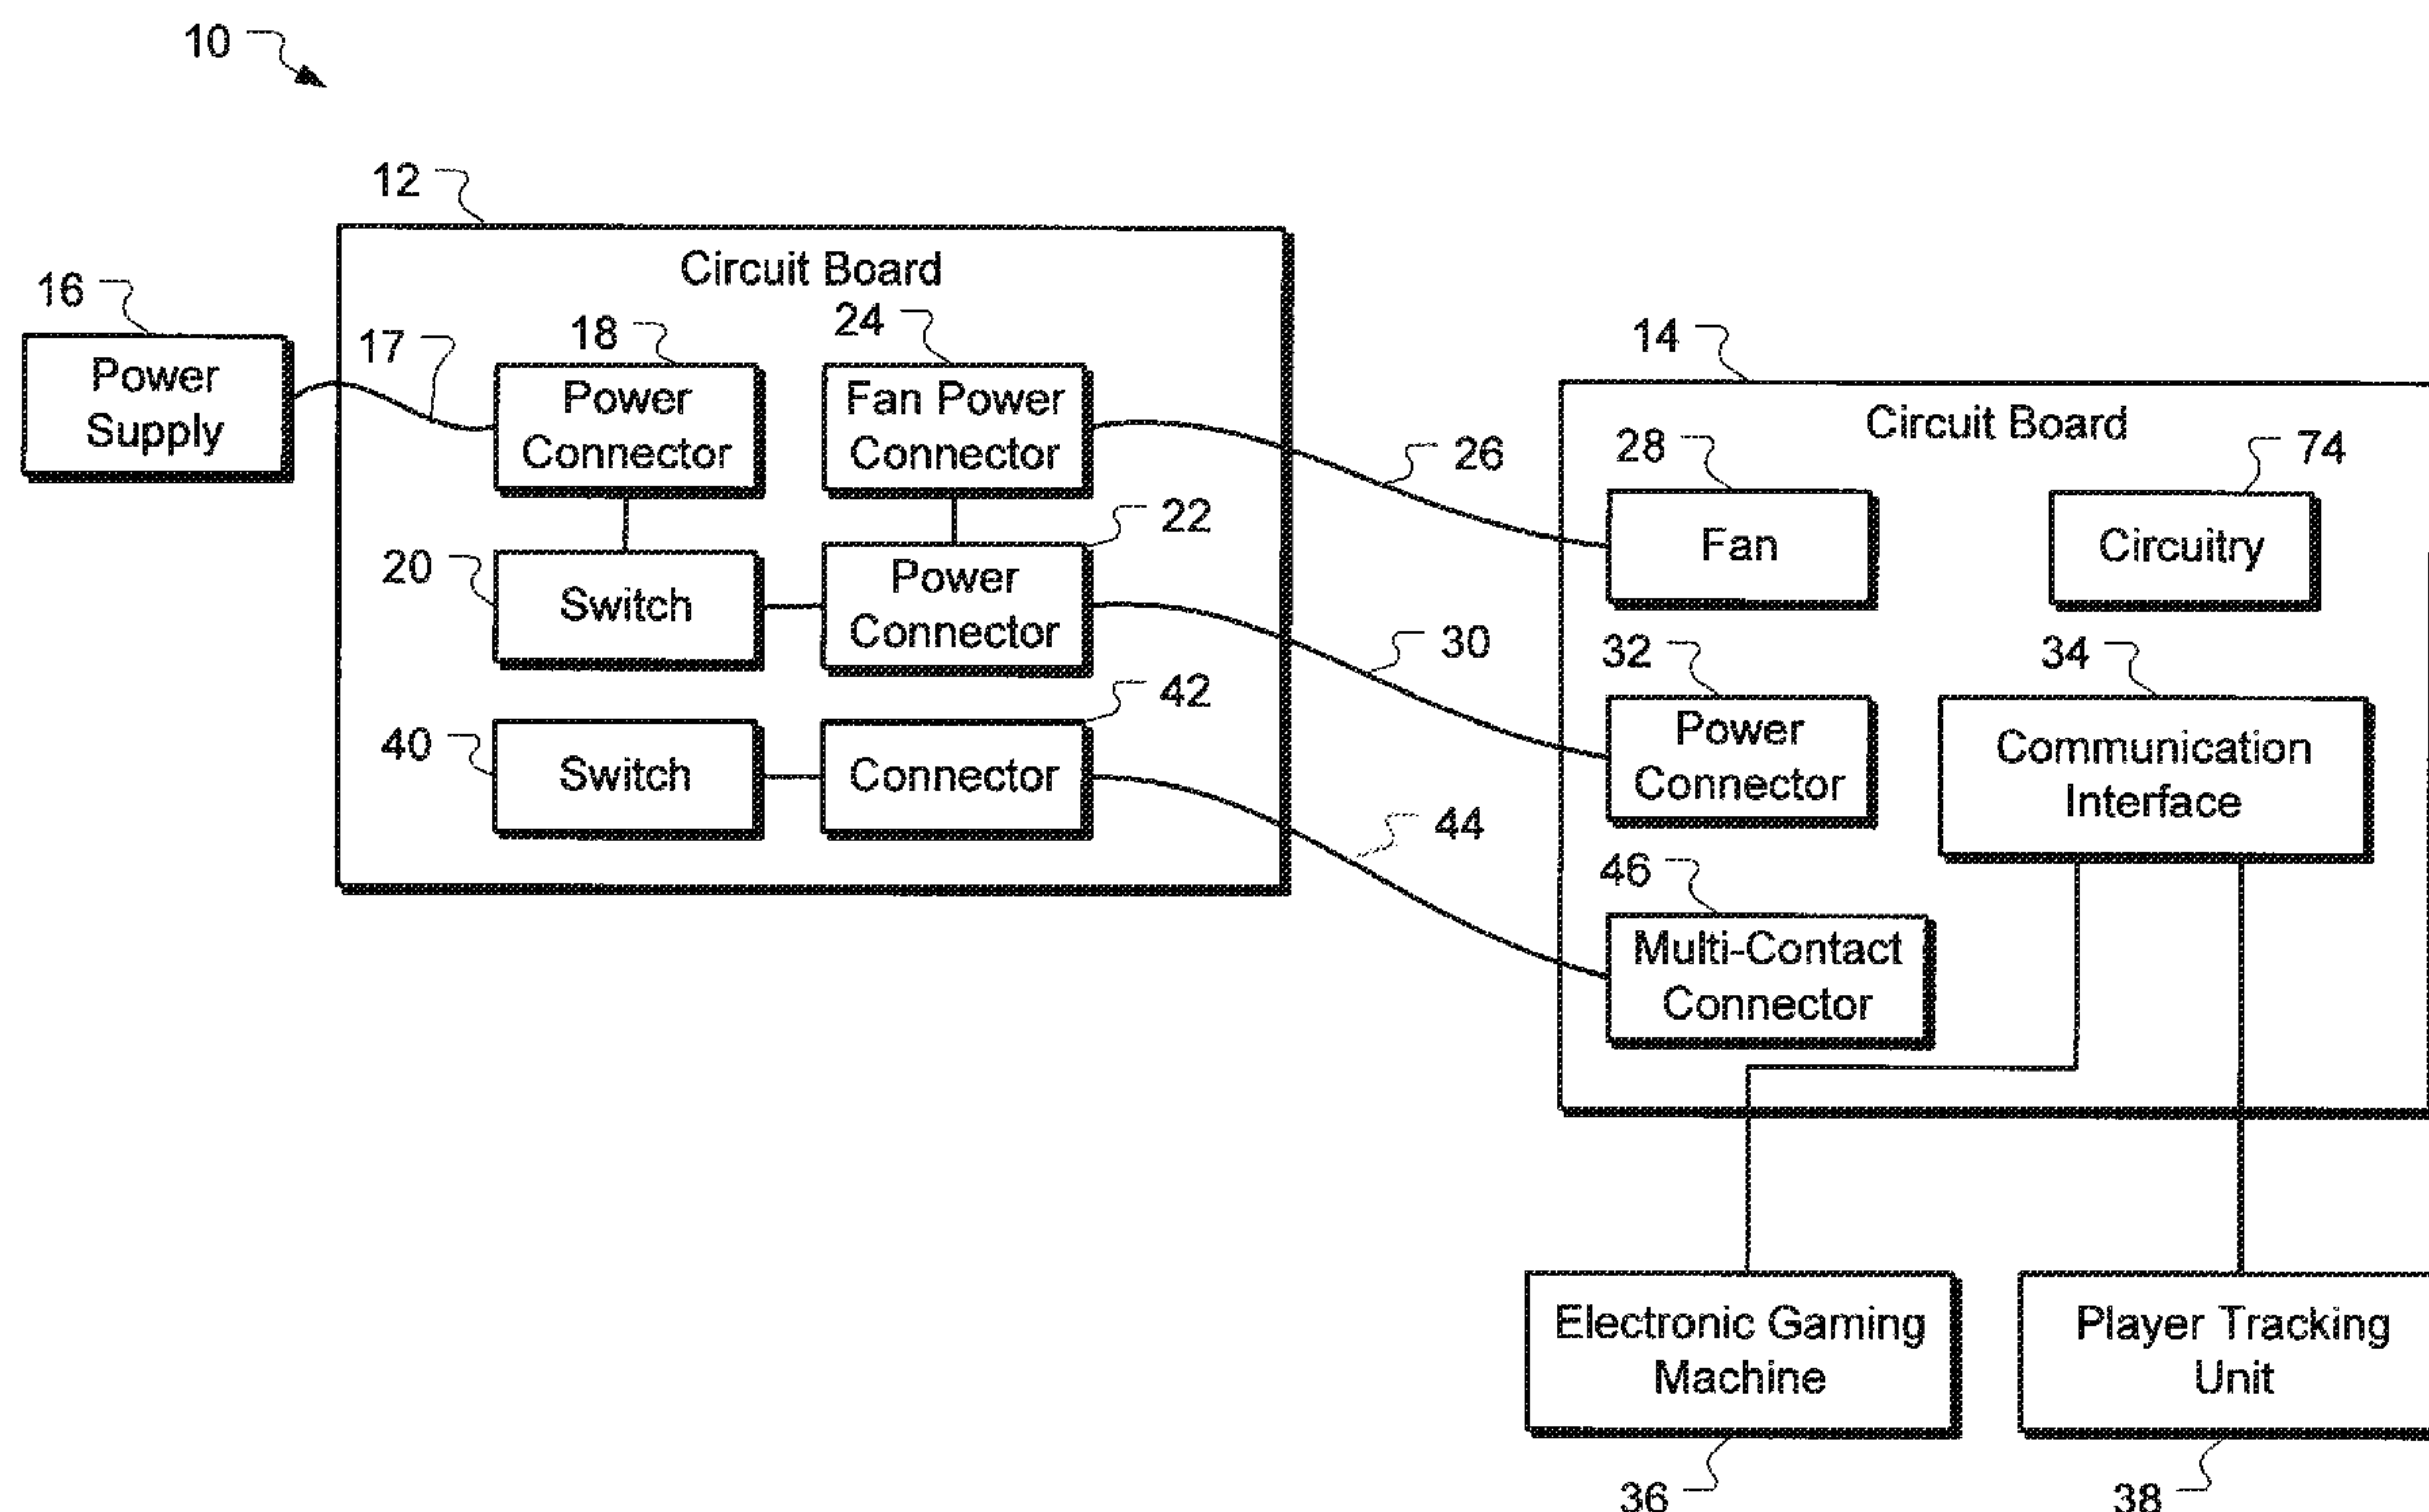 10
12
Circuit Board
16
Power
Supply
17
18
Power
Connector
24
Fan Power
Connector
20
Switch
22
Power
Connector
40
Switch
42
Connector
26
30
44
14
Circuit Board
28
Fan
74
Circuitry
32
Power
Connector
34
Communication
Interface
46
Multi-Contact
Connector
Electronic Gaming
Machine
36
Player Tracking
Unit
38